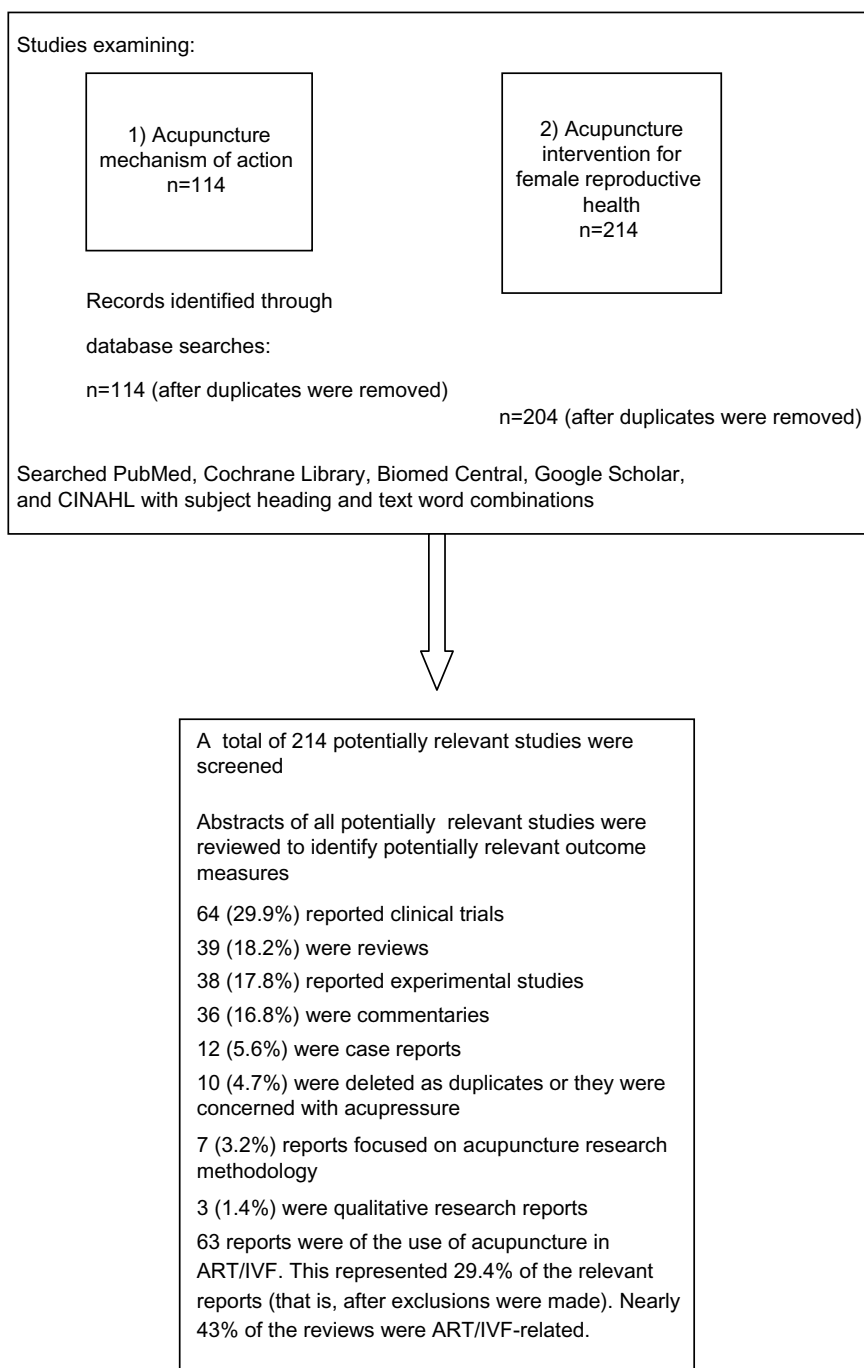 Studies examining:
1) Acupuncture
mechanism of action
n=114
2) Acupuncture
intervention for
female reproductive
health
n=214
Records identified through
database searches:
n=114 (after duplicates were removed)
n=204 (after duplicates were removed)
Searched PubMed, Cochrane Library, Biomed Central, Google Scholar,
and CINAHL with subject heading and text word combinations
A total of 214 potentially relevant studies were
screened
Abstracts of all potentially relevant studies were
reviewed to identify potentially relevant outcome
measures
64 (29.9%) reported clinical trials
39 (18.2%) were reviews
38 (17.8%) reported experimental studies
36 (16.8%) were commentaries
12 (5.6%) were case reports
10 (4.7%) were deleted as duplicates or they were
concerned with acupressure
7 (3.2%) reports focused on acupuncture research
methodology
3 (1.4%) were qualitative research reports
63 reports were of the use of acupuncture in
ART/IVF. This represented 29.4% of the relevant
reports (that is, after exclusions were made). Nearly
43% of the reviews were ART/IVF-related.